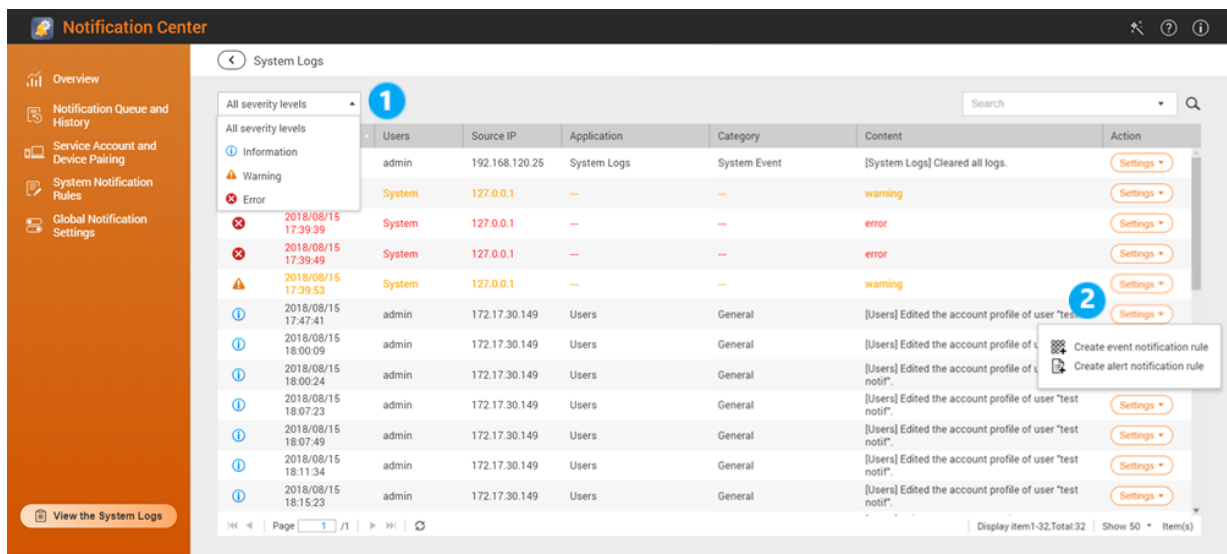 Notification Center
System Logs
Overview
Notification Queue and
History
Service Account and
Device Pairing
System Notification
Rules
Global Notification
Settings
View the System Logs
All severity levels
1
Search
All severity levels
Information
Warning
Error
Users Source IP Application Category Content Action
admin 192.168.120.25 System Logs System Event [System Logs] Cleared all logs. Settings
System 127.0.0.1 --- --- warning Settings
2018/08/15
17:39:39 System 127.0.0.1 --- --- error Settings
2018/08/15
17:39:49 System 127.0.0.1 --- --- error Settings
2018/08/15
17:39:53 System 127.0.0.1 --- --- warning Settings
2
2018/08/15
17:47:41 admin 172.17.30.149 Users General [Users] Edited the account profile of user "test Settings
Create event notification rule
Create alert notification rule
2018/08/15
18:00:09 admin 172.17.30.149 Users General [Users] Edited the account profile of
2018/08/15
18:00:24 admin 172.17.30.149 Users General [Users] Edited the account profile of
notif".
2018/08/15
18:07:23 admin 172.17.30.149 Users General [Users] Edited the account profile of user "test
notif". Settings
2018/08/15
18:07:49 admin 172.17.30.149 Users General [Users] Edited the account profile of user "test
notif". Settings
2018/08/15
18:11:34 admin 172.17.30.149 Users General [Users] Edited the account profile of user "test
notif". Settings
2018/08/15
18:15:23 admin 172.17.30.149 Users General [Users] Edited the account profile of user "test
notif". Settings
Page 1 /1 Display item1-32,Total:32 Show 50 Item(s)